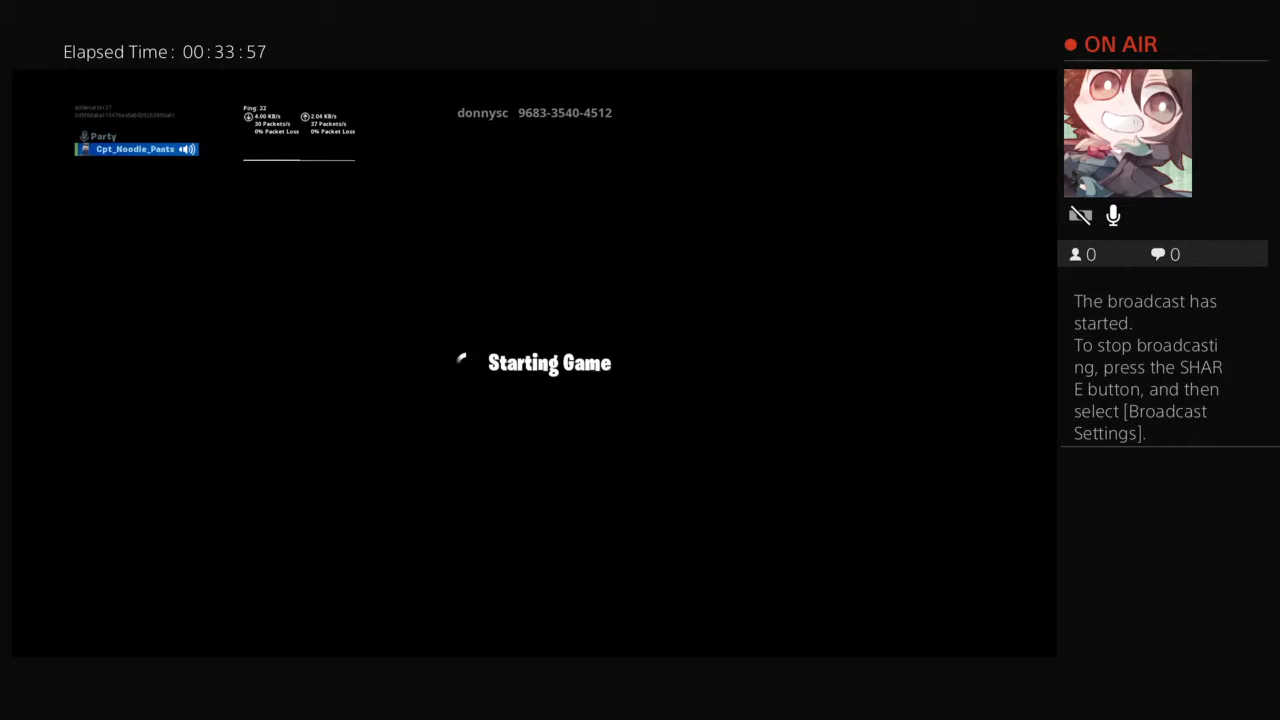 Elapsed Time: 00:33:57
ON AIR
Ping: 22
4.00 KB/s
30 Packets/s
0% Packet Loss
2.04 KB/s
37 Packets/s
0% Packet Loss
donnysc 9683-3540-4512
Party
Cpt_Noodle_Pants
0
0
Starting Game
The broadcast has
started.
To stop broadcasti
ng, press the SHAR
E button, and then
select [Broadcast
Settings].